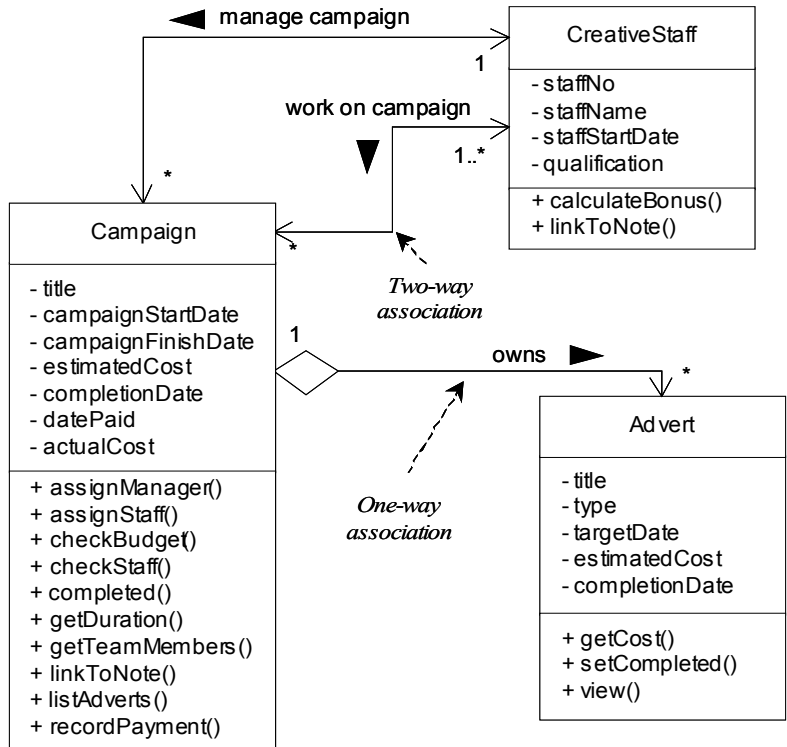 manage campaign
1
*
CreativeStaff
- staffNo
- staffName
- staffStartDate
- qualification
+ calculateBonus()
+ linkToNote()
work on campaign
1..*
*
Two-way
association
Campaign
- title
- campaignStartDate
- campaignFinishDate
- estimatedCost
- completionDate
- datePaid
- actualCost
+ assignManager()
+ assignStaff()
+ checkBudget()
+ checkStaff()
+ completed()
+ getDuration()
+ getTeamMembers()
+ linkToNote()
+ listAdverts()
+ recordPayment()
1
owns
*
One-way
association
Advert
- title
- type
- targetDate
- estimatedCost
- completionDate
+ getCost()
+ setCompleted()
+ view()